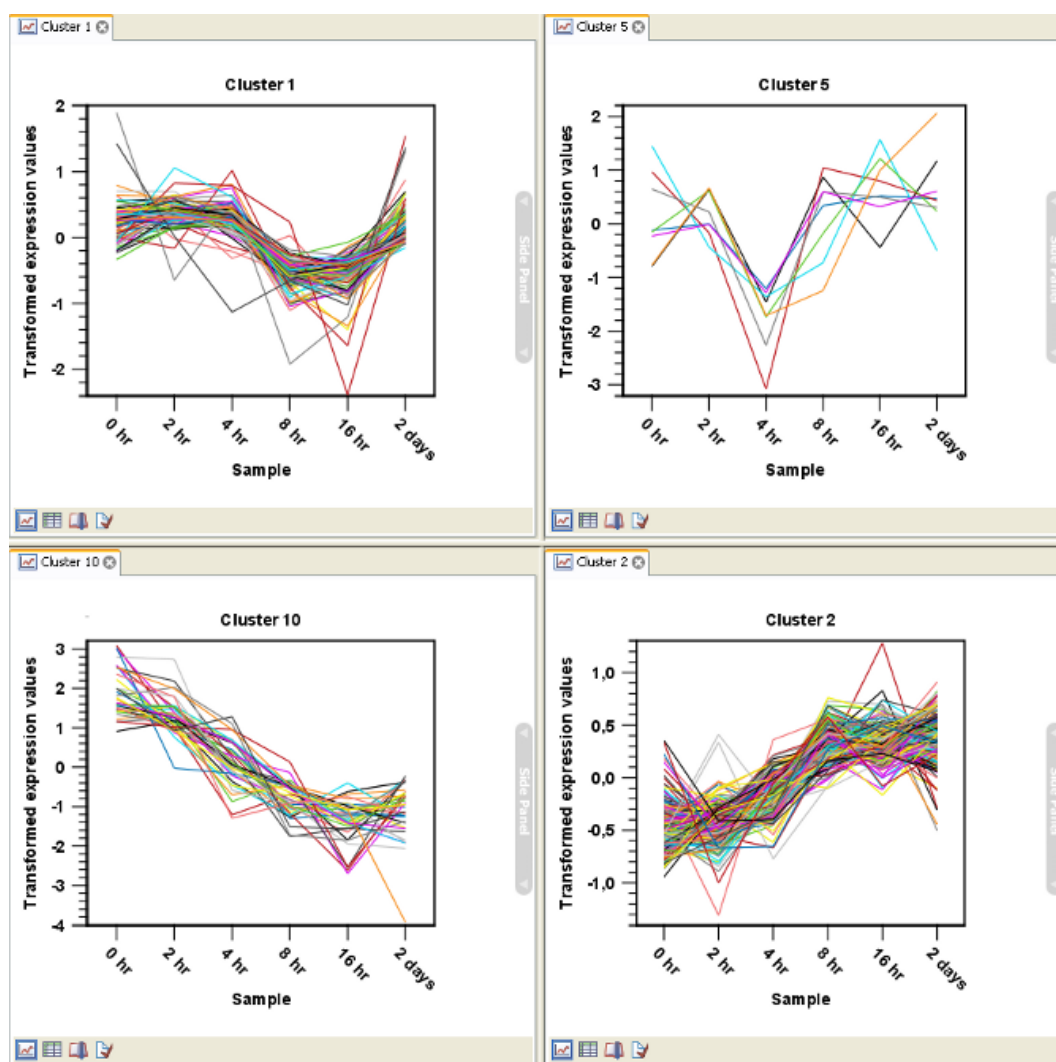 Cluster 1
Cluster 1
Transformed expression values
2
1
0
-1
-2
0 hr
2 hr
4 hr
8 hr
16 hr
2 days
Sample
Side Panel
Cluster 5
Cluster 5
Transformed expression values
2
1
0
-1
-2
-3
0 hr
2 hr
4 hr
8 hr
16 hr
2 days
Sample
Cluster 10
Cluster 10
Transformed expression values
3
2
1
0
-1
-2
-3
-4
0 hr
2 hr
4 hr
8 hr
16 hr
2 days
Sample
Side Panel
Cluster 2
Cluster 2
Transformed expression values
1,0
0,5
0,0
-0,5
-1,0
0 hr
2 hr
4 hr
8 hr
16 hr
2 days
Sample